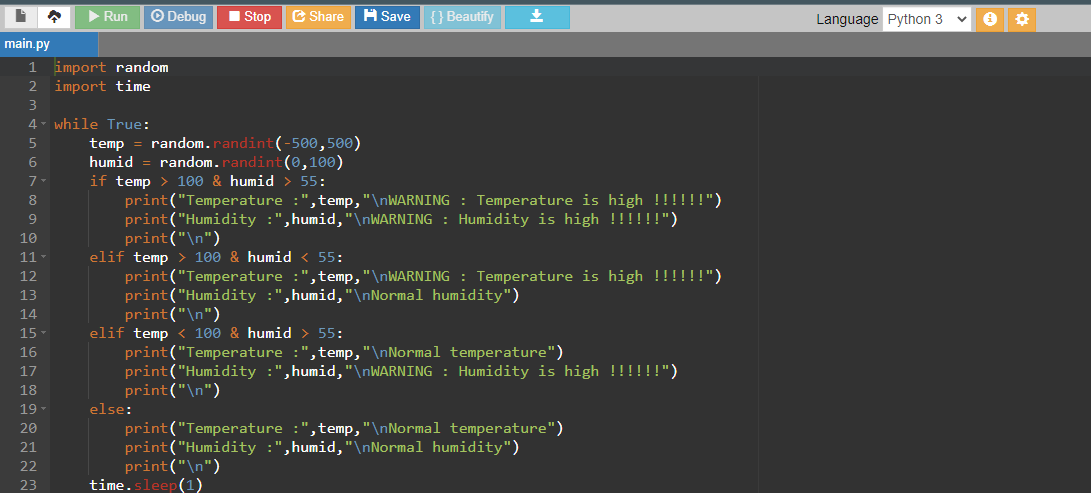 Run Debug Stop Share Save { } Beautify Language Python 3
main.py
1 import random
2 import time
3
4 while True:
5     temp = random.randint(-500,500)
6     humid = random.randint(0,100)
7     if temp > 100 & humid > 55:
8         print("Temperature :",temp,"\nWARNING : Temperature is high !!!!!!")
9         print("Humidity :",humid,"\nWARNING : Humidity is high !!!!!!")
10         print("\n")
11     elif temp > 100 & humid < 55:
12         print("Temperature :",temp,"\nWARNING : Temperature is high !!!!!!")
13         print("Humidity :",humid,"\nNormal humidity")
14         print("\n")
15     elif temp < 100 & humid > 55:
16         print("Temperature :",temp,"\nNormal temperature")
17         print("Humidity :",humid,"\nWARNING : Humidity is high !!!!!!")
18         print("\n")
19     else:
20         print("Temperature :",temp,"\nNormal temperature")
21         print("Humidity :",humid,"\nNormal humidity")
22         print("\n")
23     time.sleep(1)